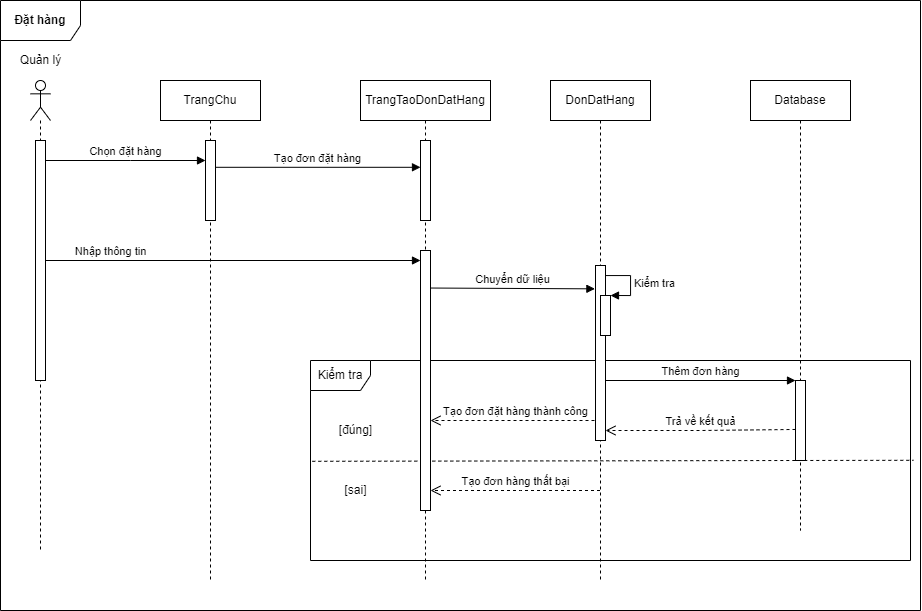 Đặt hàng
Quản lý
TrangChu
TrangTaoDonDatHang
DonDatHang
Database
Chọn đặt hàng
Tạo đơn đặt hàng
Nhập thông tin
Chuyển dữ liệu
Kiểm tra
Kiểm tra
Thêm đơn hàng
Tạo đơn đặt hàng thành công
Trả về kết quả
[đúng]
Tạo đơn hàng thất bại
[sai]